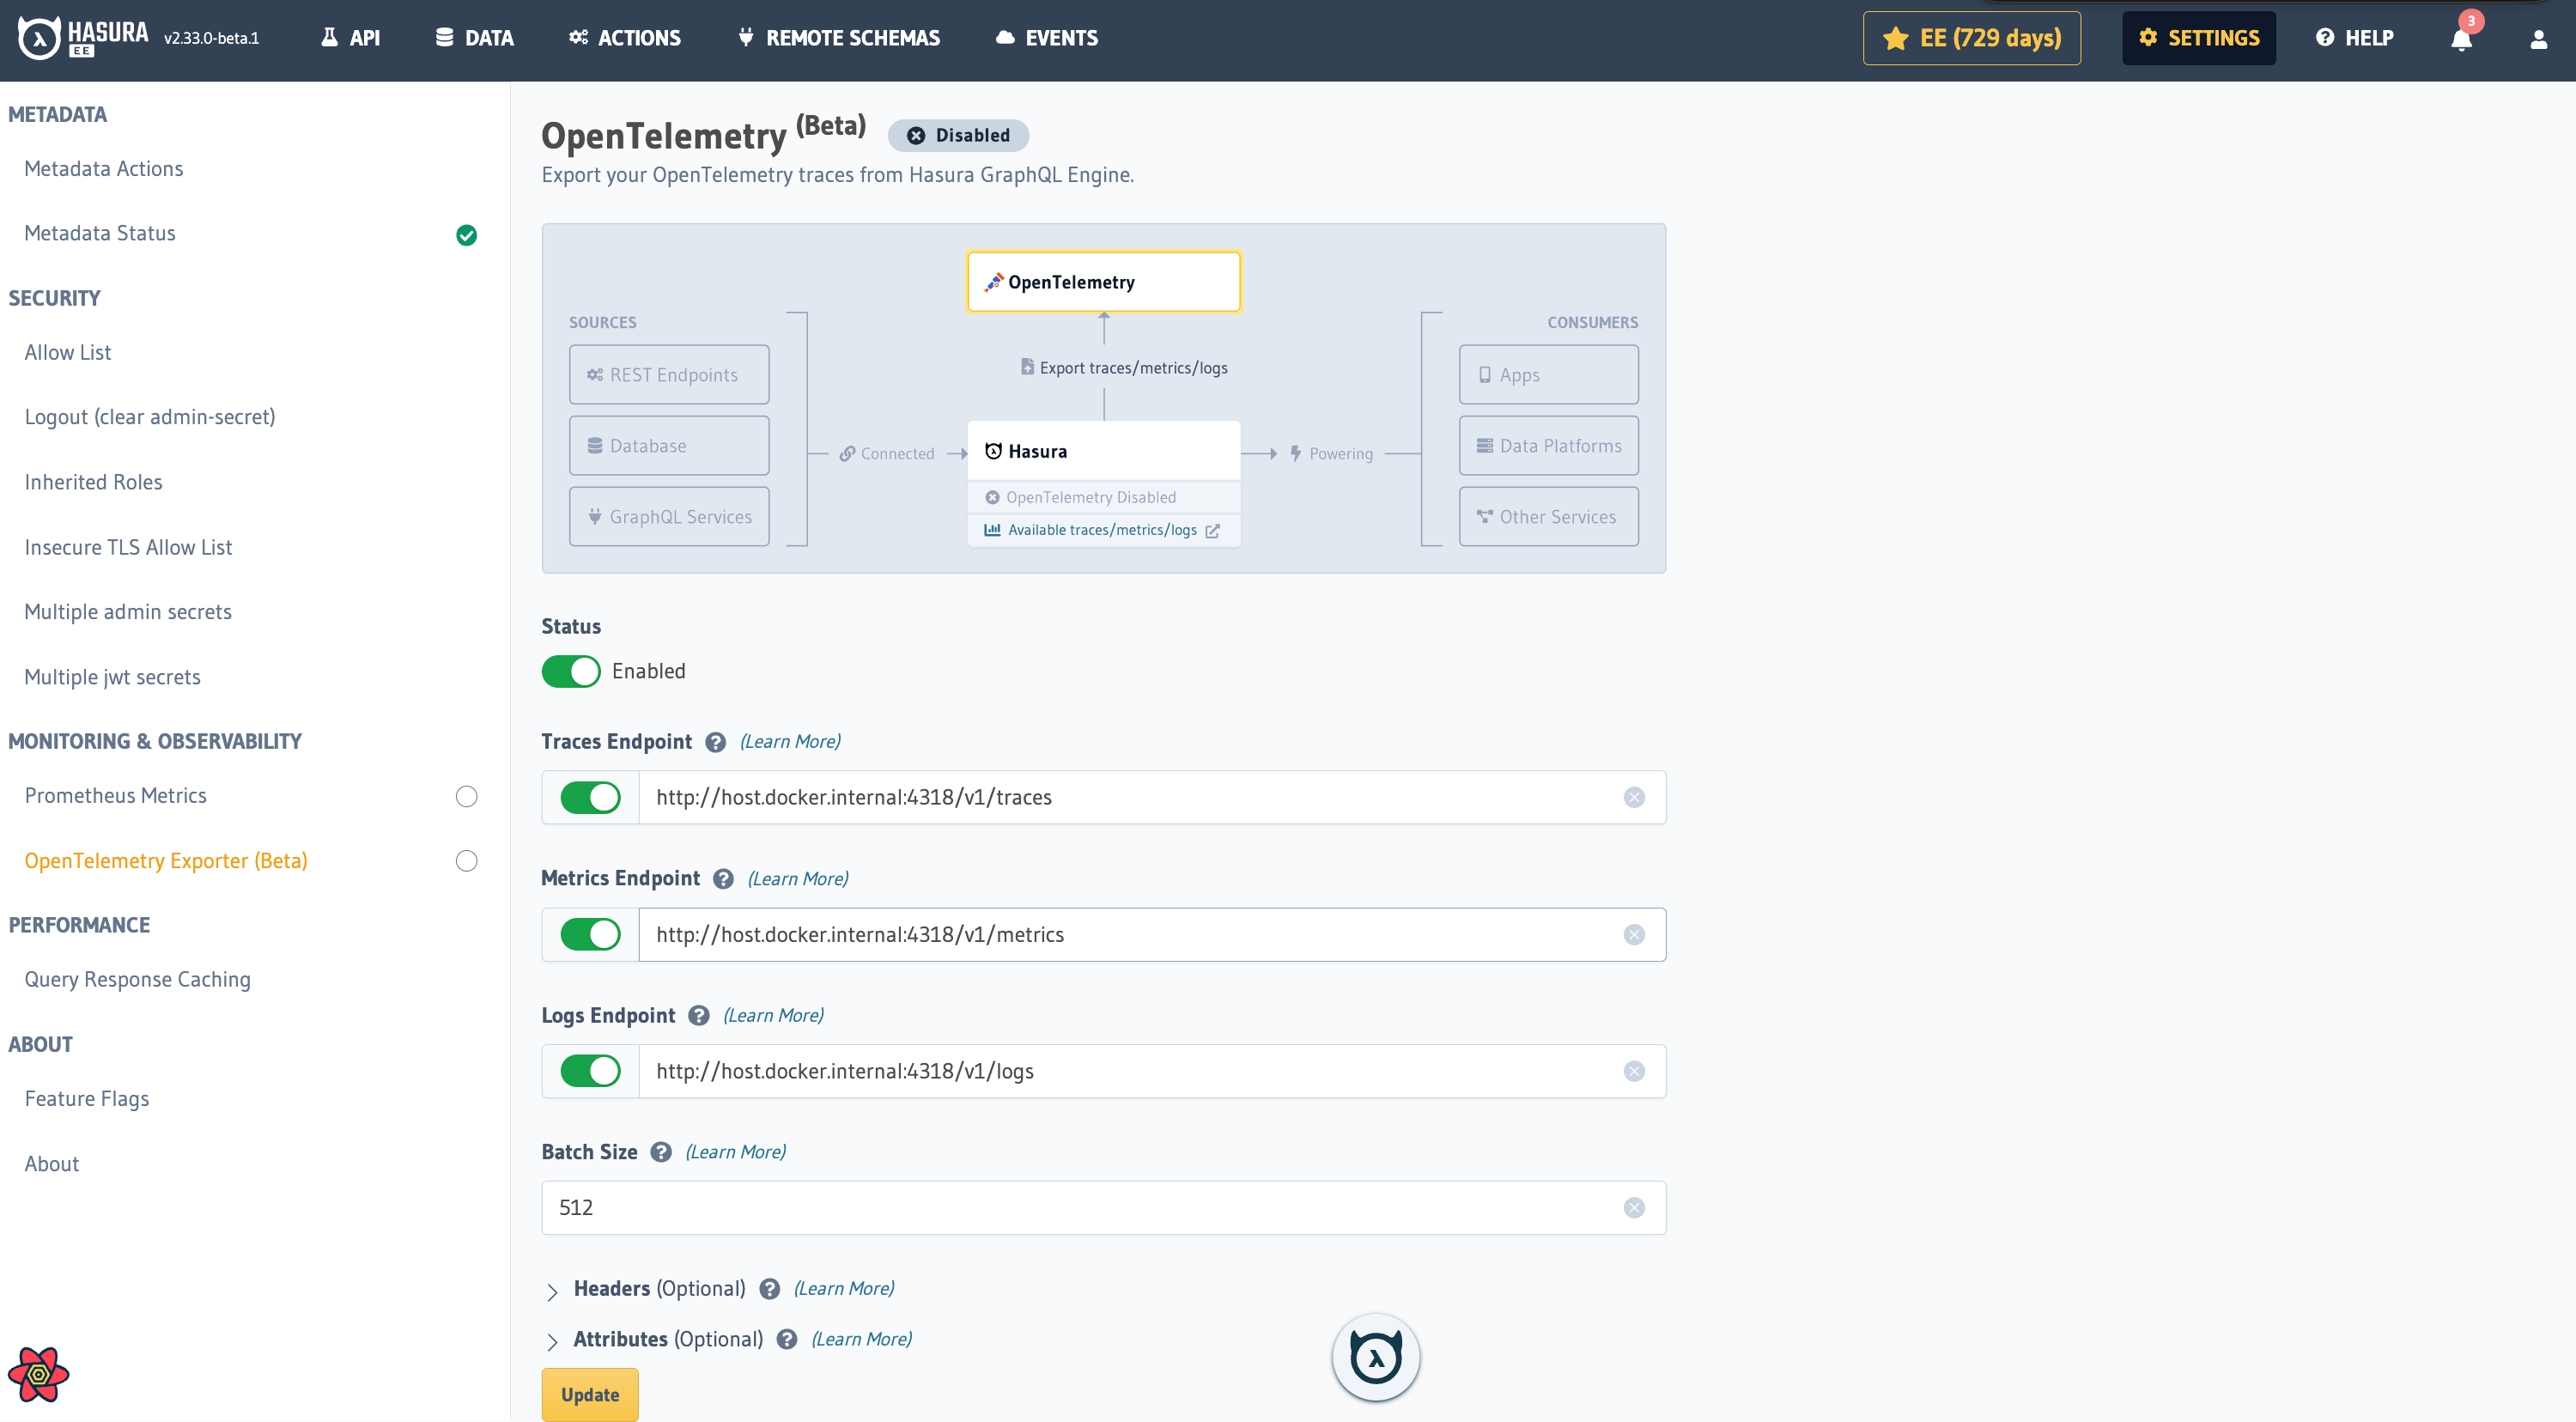 HASURA EE v2.33.0-beta.1 API DATA ACTIONS REMOTE SCHEMAS EVENTS EE (729 days) SETTINGS HELP 3
METADATA
Metadata Actions
Metadata Status
SECURITY
Allow List
Logout (clear admin-secret)
Inherited Roles
Insecure TLS Allow List
Multiple admin secrets
Multiple jwt secrets
MONITORING & OBSERVABILITY
Prometheus Metrics
OpenTelemetry Exporter (Beta)
PERFORMANCE
Query Response Caching
ABOUT
Feature Flags
About
OpenTelemetry (Beta) Disabled
Export your OpenTelemetry traces from Hasura GraphQL Engine.
OpenTelemetry
SOURCES
REST Endpoints
Database
GraphQL Services
Connected
Export traces/metrics/logs
Hasura
OpenTelemetry Disabled
Available traces/metrics/logs
Powering
CONSUMERS
Apps
Data Platforms
Other Services
Status
Enabled
Traces Endpoint (Learn More)
http://host.docker.internal:4318/v1/traces
Metrics Endpoint (Learn More)
http://host.docker.internal:4318/v1/metrics
Logs Endpoint (Learn More)
http://host.docker.internal:4318/v1/logs
Batch Size (Learn More)
512
Headers (Optional) (Learn More)
Attributes (Optional) (Learn More)
Update